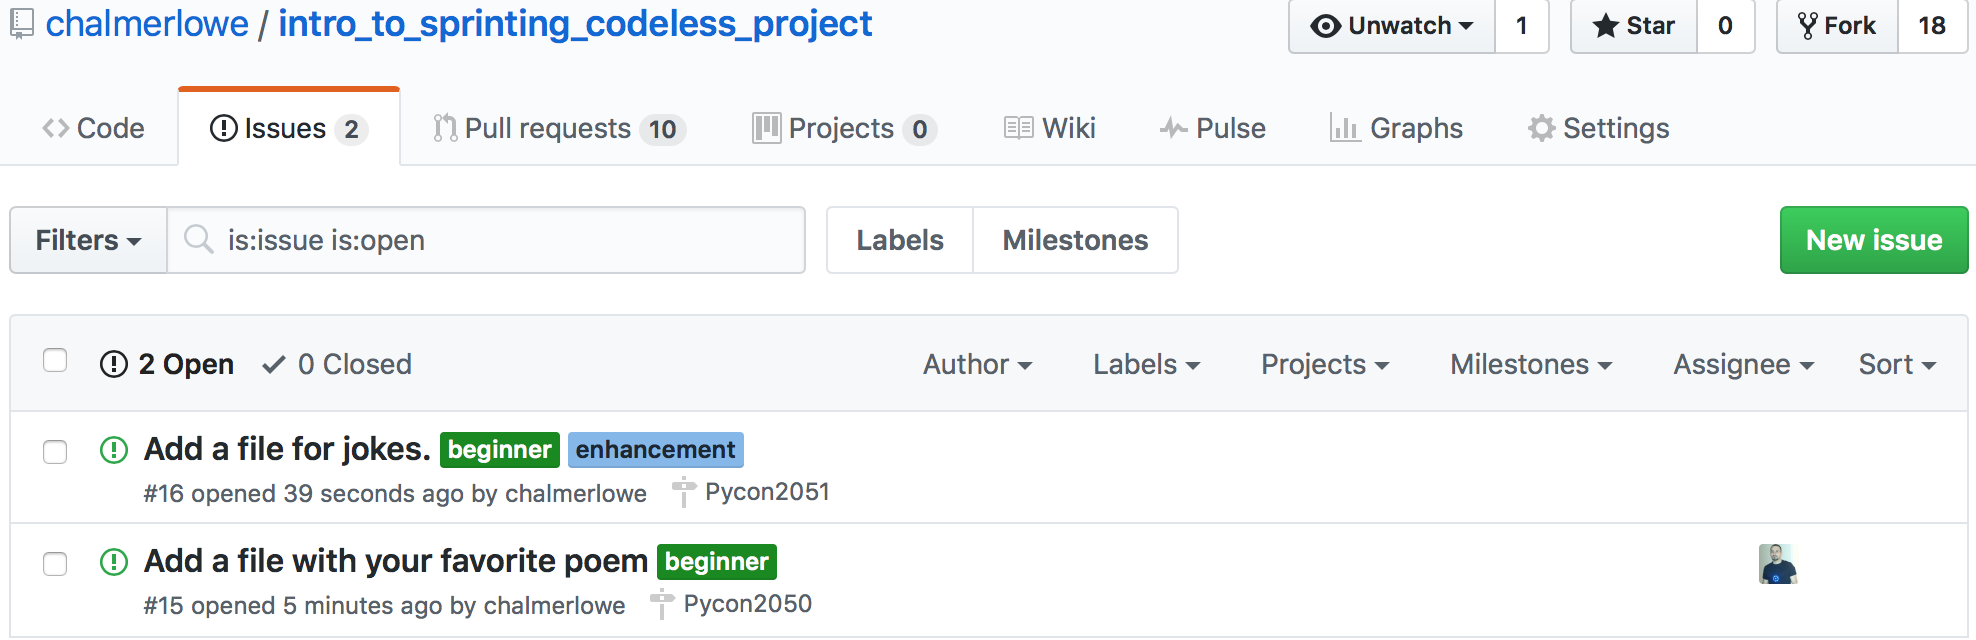 chalmerlowe / intro_to_sprinting_codeless_project Unwatch 1 Star 0 Fork 18
Code Issues 2 Pull requests 10 Projects 0 Wiki Pulse Graphs Settings
Filters is:issue is:open Labels Milestones New issue
2 Open 0 Closed Author Labels Projects Milestones Assignee Sort
Add a file for jokes. beginner enhancement
#16 opened 39 seconds ago by chalmerlowe Pycon2051
Add a file with your favorite poem beginner
#15 opened 5 minutes ago by chalmerlowe Pycon2050